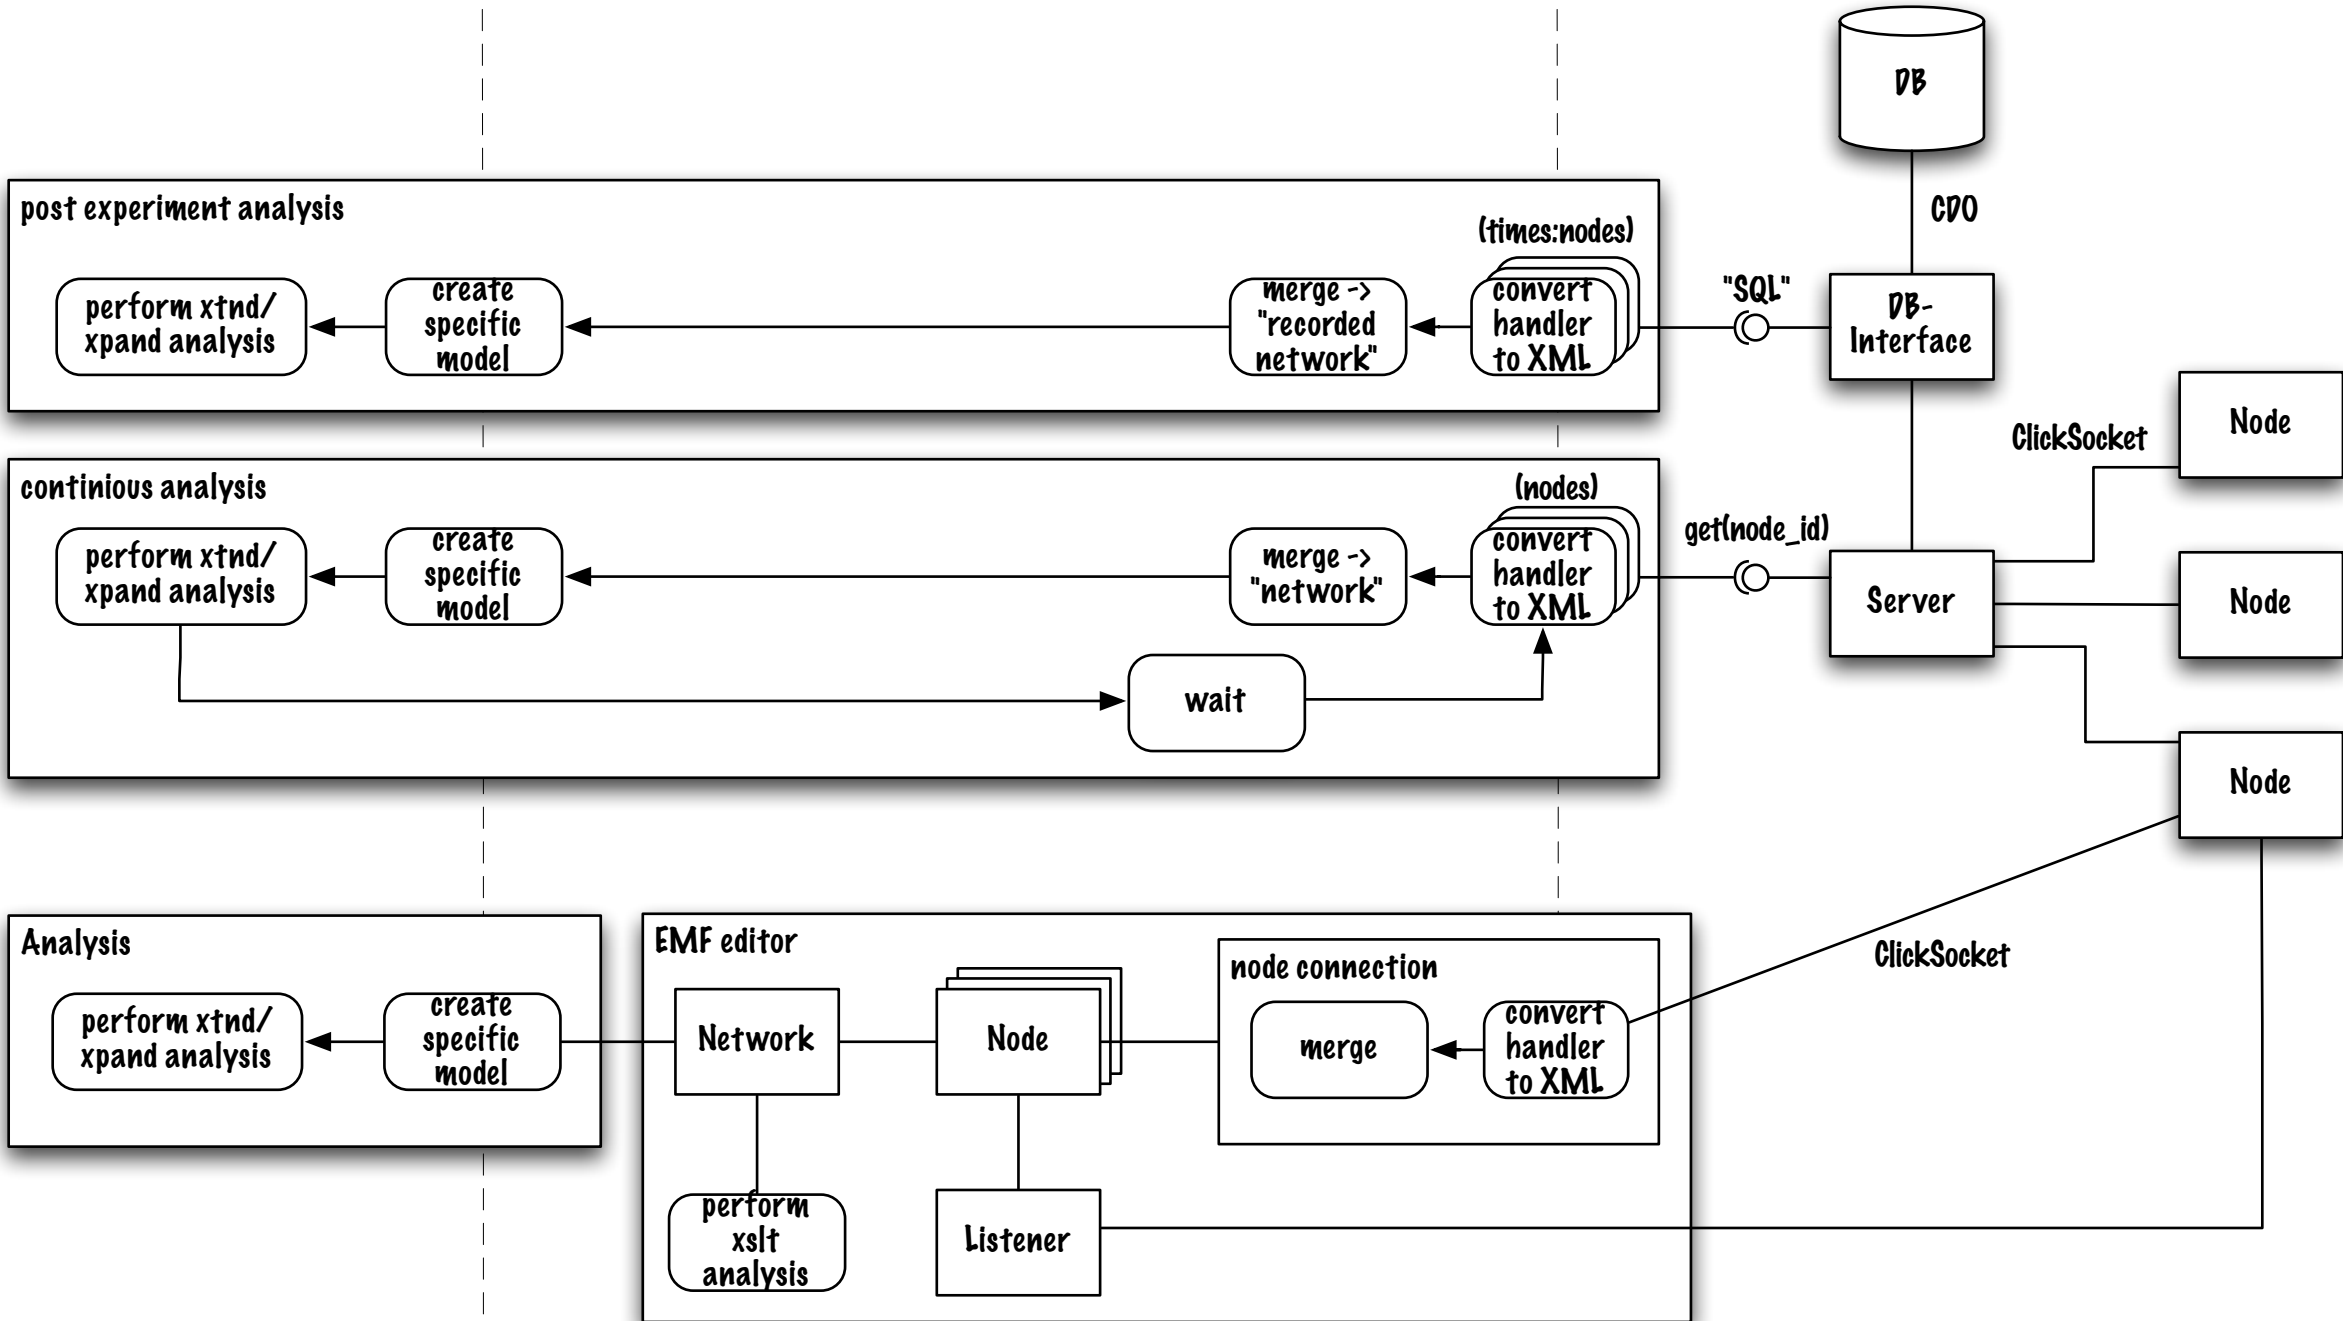 DB
CDO
post experiment analysis
(times:nodes)
perform xtnd/
xpand analysis
create
specific
model
merge ->
"recorded
network"
convert
handler
to XML
"SQL"
DB-
Interface
ClickSocket
Node
continious analysis
(nodes)
perform xtnd/
xpand analysis
create
specific
model
merge ->
"network"
convert
handler
to XML
get(node_id)
Server
Node
wait
Node
Analysis
perform xtnd/
xpand analysis
create
specific
model
EMF editor
Network
Node
node connection
merge
convert
handler
to XML
ClickSocket
perform
xslt
analysis
Listener